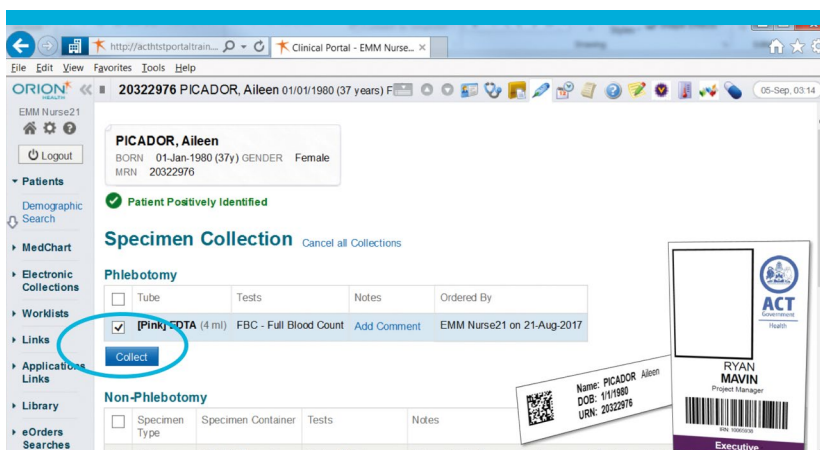 http://acthtstportaltrain...
Clinical Portal - EMM Nurse...
File Edit View Favorites Tools Help
ORION HEALTH
20322976 PICADOR, Aileen 01/01/1980 (37 years) F
05-Sep, 03:14
EMM Nurse21
Logout
Patients
Demographic
Search
MedChart
Electronic
Collections
Worklists
Links
Applications
Links
Library
eOrders
Searches
PICADOR, Aileen
BORN 01-Jan-1980 (37y) GENDER Female
MRN 20322976
Patient Positively Identified
Specimen Collection Cancel all Collections
Phlebotomy
Tube Tests Notes Ordered By
[Pink] EDTA (4 ml) FBC - Full Blood Count Add Comment EMM Nurse21 on 21-Aug-2017
Collect
Non-Phlebotomy
Specimen Type Specimen Container Tests Notes
Name: PICADOR Aileen
DOB: 1/1/1980
URN: 20322976
ACT
Government
Health
RYAN
MAVIN
Project Manager
Executive